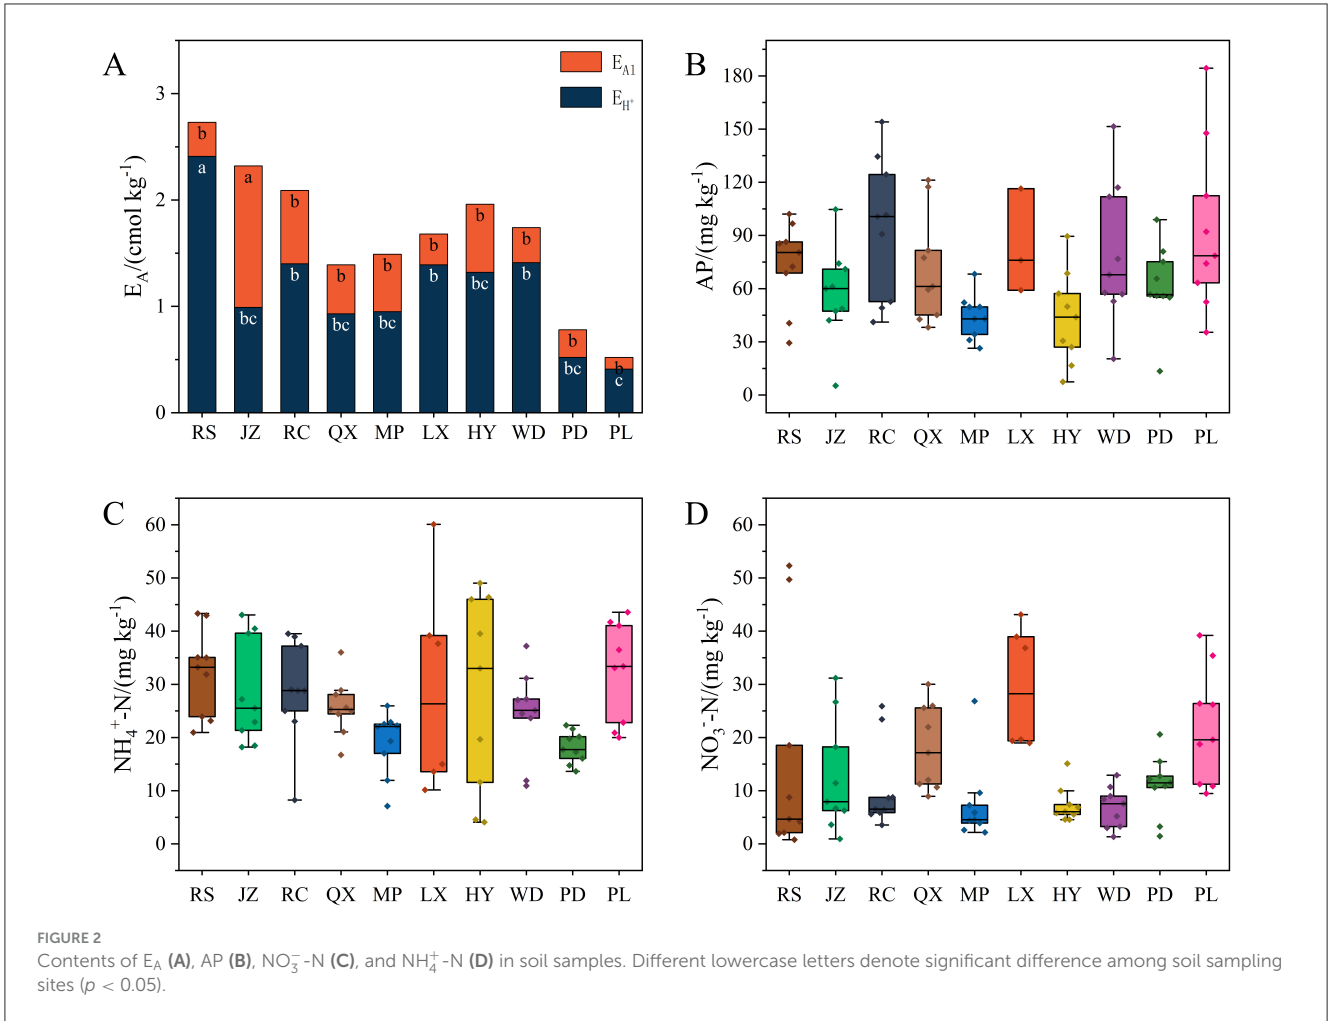 A
E_Al
E_H⁺
E_A/(cmol kg⁻¹)
3
2
1
0
b
a
a
bc
b
b
b
bc
b
bc
b
b
b
bc
b
b
b
bc
b
c
RS JZ RC QX MP LX HY WD PD PL
B
AP/(mg kg⁻¹)
180
150
120
90
60
30
0
RS JZ RC QX MP LX HY WD PD PL
C
NH₄⁺-N/(mg kg⁻¹)
60
50
40
30
20
10
0
RS JZ RC QX MP LX HY WD PD PL
D
NO₃⁻-N/(mg kg⁻¹)
60
50
40
30
20
10
0
RS JZ RC QX MP LX HY WD PD PL
FIGURE 2
Contents of E_A (A), AP (B), NO₃⁻-N (C), and NH₄⁺-N (D) in soil samples. Different lowercase letters denote significant difference among soil sampling
sites (p < 0.05).